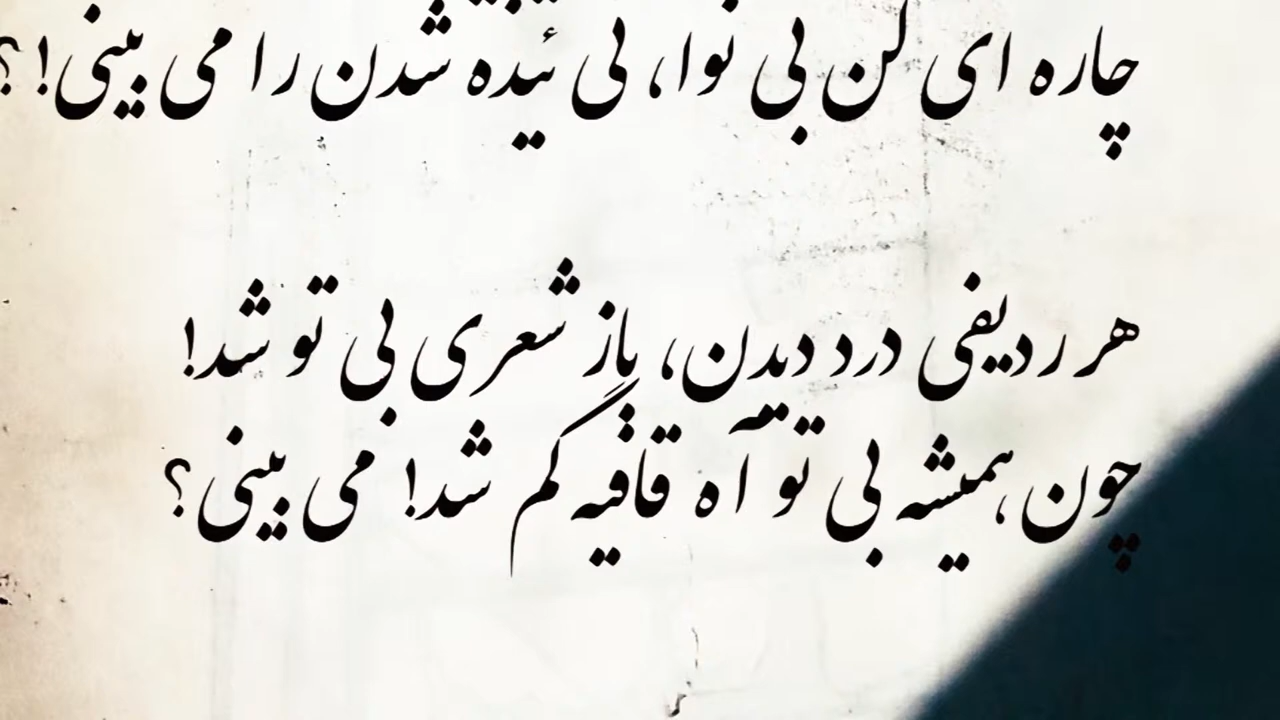 چاره ای کن بی نوا، بی ئیده شدن را می بینی!؟
هر ردیفی درد دیدن، باز شعری بی تو شد!
چون همیشه بی تو آه قافیه گم شد! می بینی؟